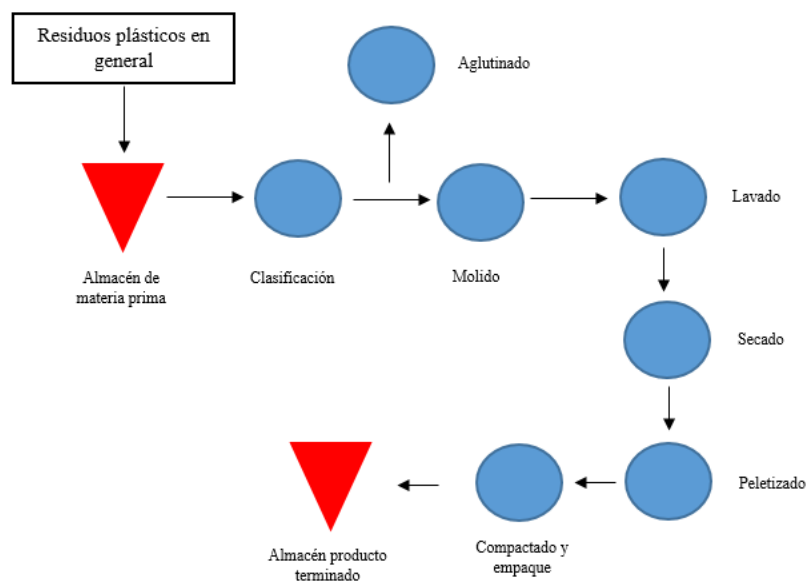 Residuos plásticos en
general
Aglutinado
Almacén de
materia prima
Clasificación
Molido
Lavado
Secado
Peletizado
Compactado y
empaque
Almacén producto
terminado